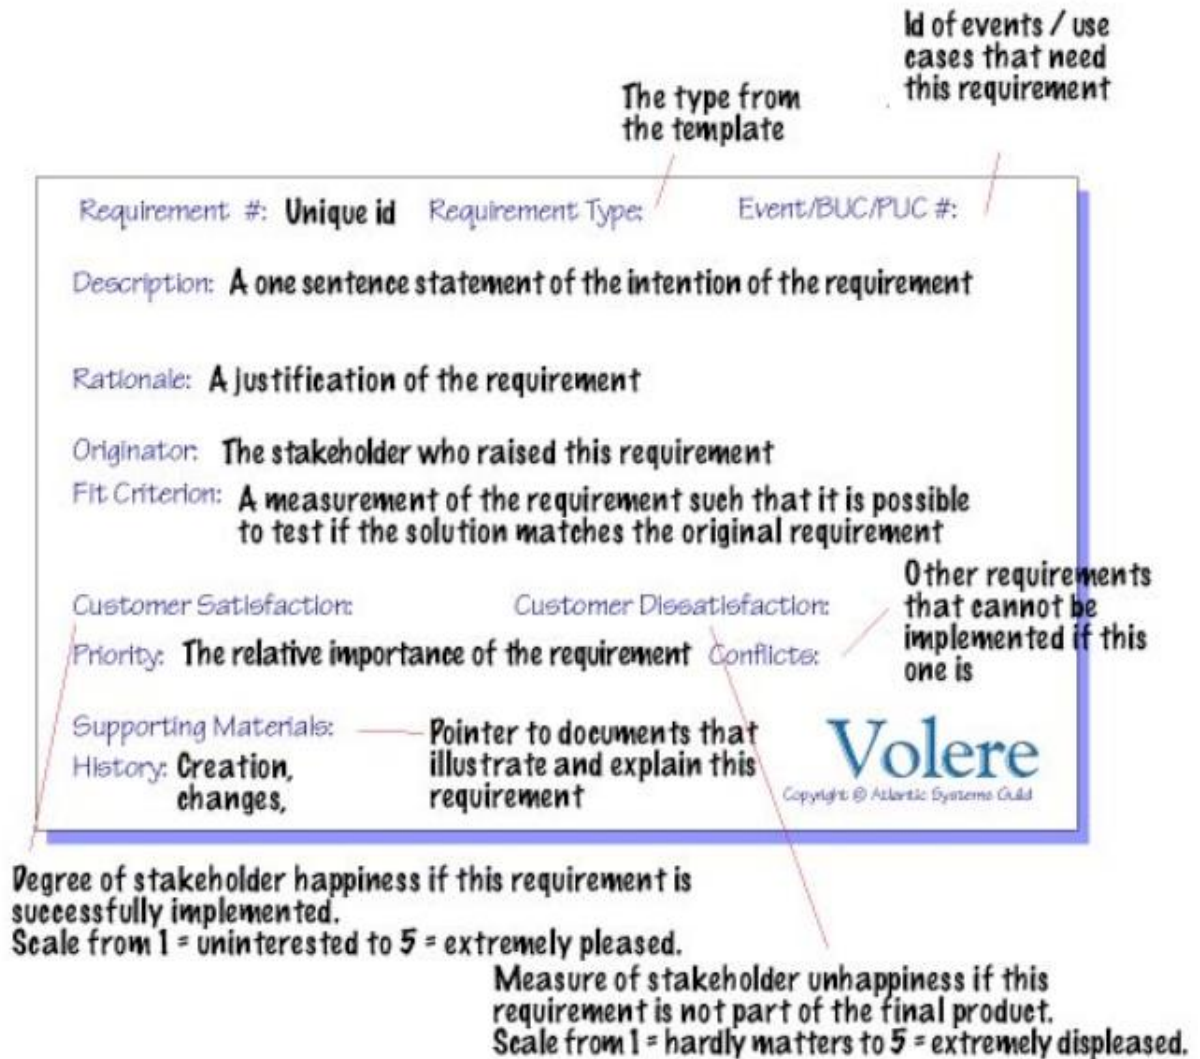 Id of events / use
cases that need
this requirement
The type from
the template
Requirement #: Unique id Requirement Type: Event/BUC/PUC #:
Description: A one sentence statement of the intention of the requirement
Rationale: A justification of the requirement
Originator: The stakeholder who raised this requirement
Fit Criterion: A measurement of the requirement such that it is possible
to test if the solution matches the original requirement
Other requirements
that cannot be
implemented if this
one is
Customer Satisfaction: Customer Dissatisfaction:
Priority: The relative importance of the requirement Conflicts:
Supporting Materials: Pointer to documents that
illustrate and explain this
requirement
History: Creation,
changes,
Volere
Copyright © Atlantic Systems Guild
Degree of stakeholder happiness if this requirement is
successfully implemented.
Scale from 1 = uninterested to 5 = extremely pleased.
Measure of stakeholder unhappiness if this
requirement is not part of the final product.
Scale from 1 = hardly matters to 5 = extremely displeased.